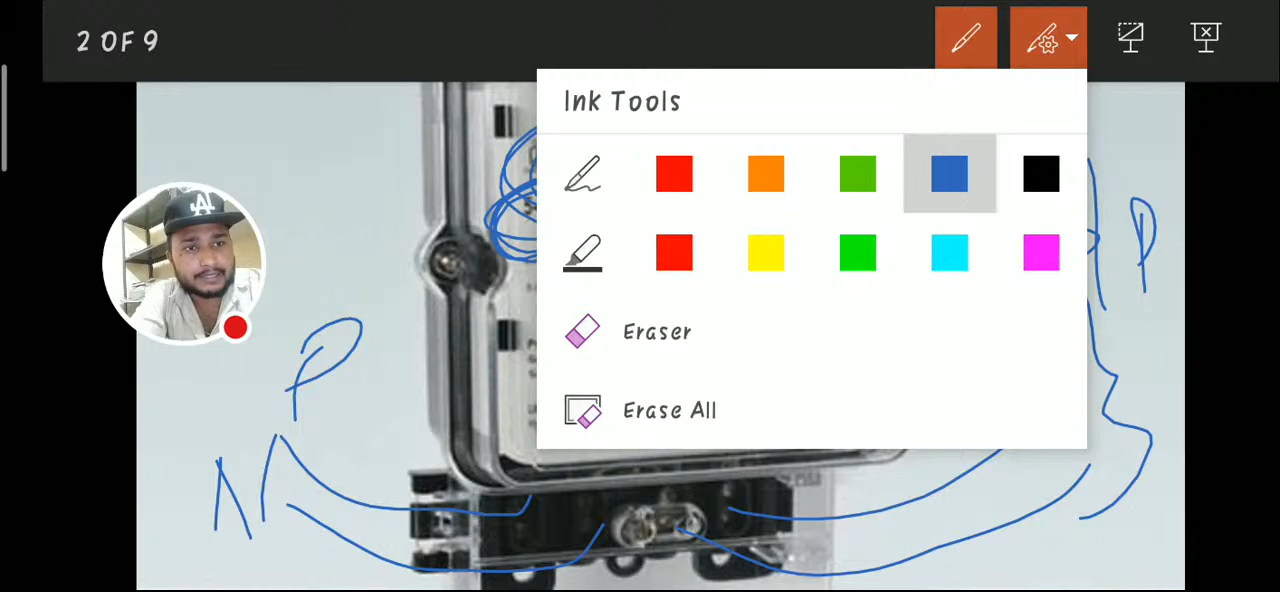 2 OF 9
Ink Tools
Eraser
Erase All
P
P
N